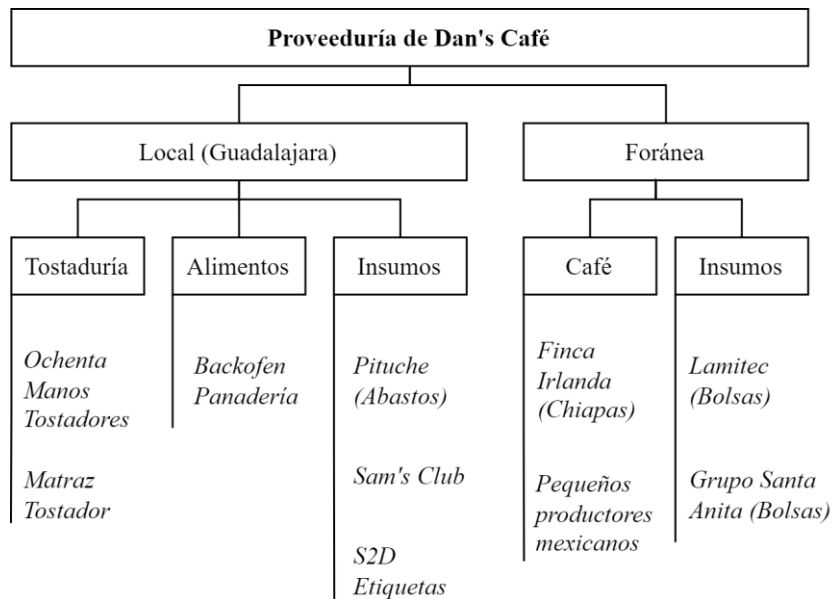 Proveeduría de Dan's Café
Local (Guadalajara)
Foránea
Tostaduría
Alimentos
Insumos
Café
Insumos
Ochenta
Manos
Tostadores
Matraz
Tostador
Backofen
Panadería
Pituche
(Abastos)
Sam's Club
S2D
Etiquetas
Finca
Irlanda
(Chiapas)
Pequeños
productores
mexicanos
Lamitec
(Bolsas)
Grupo Santa
Anita (Bolsas)